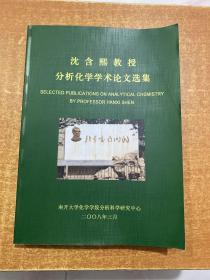 沈含熙教授
分析化学学术论文选集
SELECTED PUBLICATIONS ON ANALYTICAL CHEMISTRY
BY PROFESSOR HANXI SHEN
南开大学化学学院分析科学研究中心
二〇〇八年三月